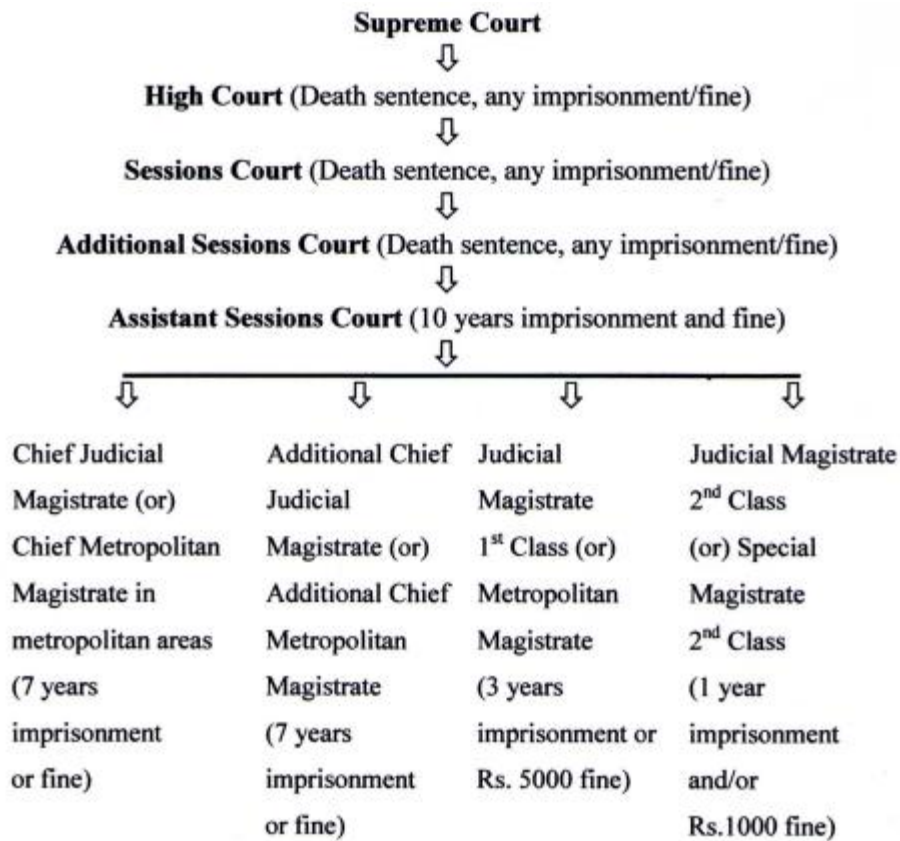 Supreme Court
High Court (Death sentence, any imprisonment/fine)
Sessions Court (Death sentence, any imprisonment/fine)
Additional Sessions Court (Death sentence, any imprisonment/fine)
Assistant Sessions Court (10 years imprisonment and fine)
Chief Judicial
Magistrate (or)
Chief Metropolitan
Magistrate in
metropolitan areas
(7 years
imprisonment
or fine)
Additional Chief
Judicial
Magistrate (or)
Additional Chief
Metropolitan
Magistrate
(7 years
imprisonment
or fine)
Judicial
Magistrate
1st Class (or)
Metropolitan
Magistrate
(3 years
imprisonment or
Rs. 5000 fine)
Judicial Magistrate
2nd Class
(or) Special
Magistrate
2nd Class
(1 year
imprisonment
and/or
Rs.1000 fine)